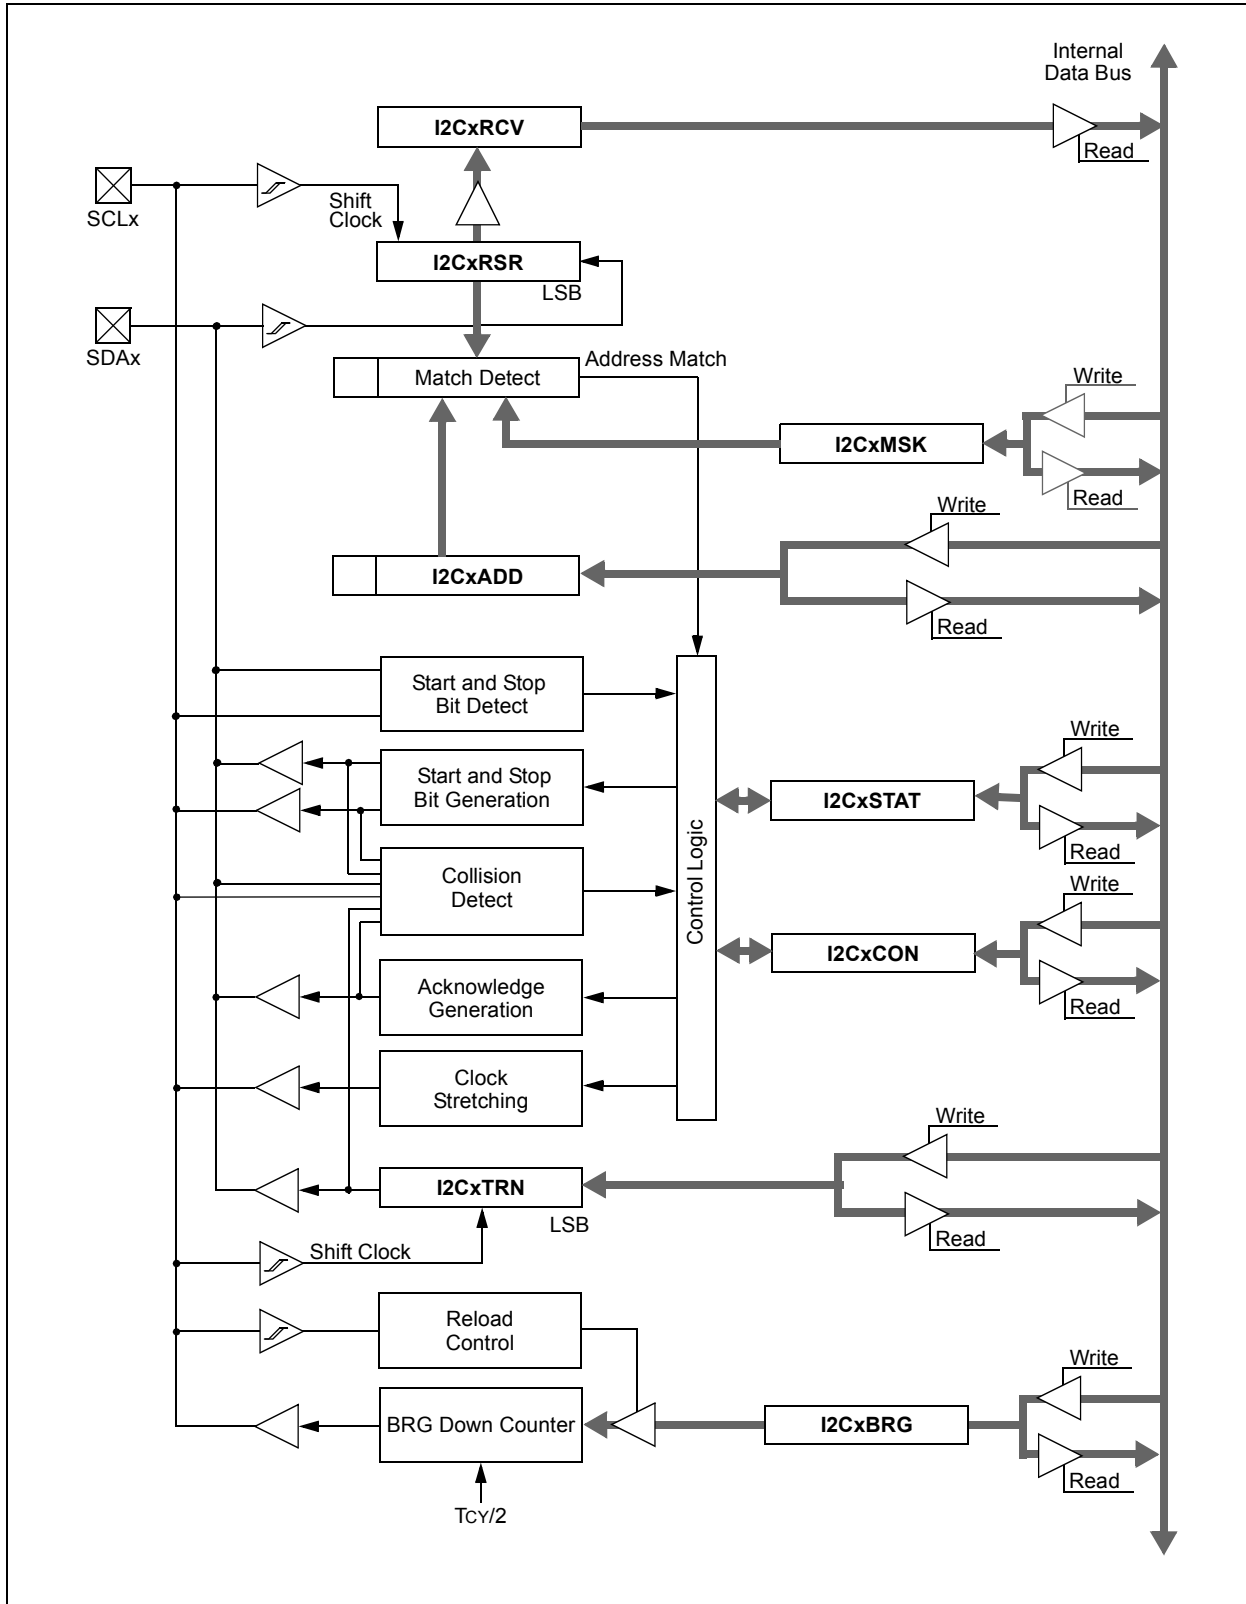 Internal
Data Bus
I2CxRCV
Read
SCLx
Shift
Clock
I2CxRSR
LSB
SDAx
Address Match
Match Detect
Write
I2CxMSK
Read
Write
I2CxADD
Read
Start and Stop
Bit Detect
Write
Start and Stop
Bit Generation
I2CxSTAT
Read
Control Logic
Collision
Detect
Write
I2CxCON
Read
Acknowledge
Generation
Clock
Stretching
Write
I2CxTRN
LSB
Read
Shift Clock
Reload
Control
Write
BRG Down Counter
I2CxBRG
Read
TCY/2